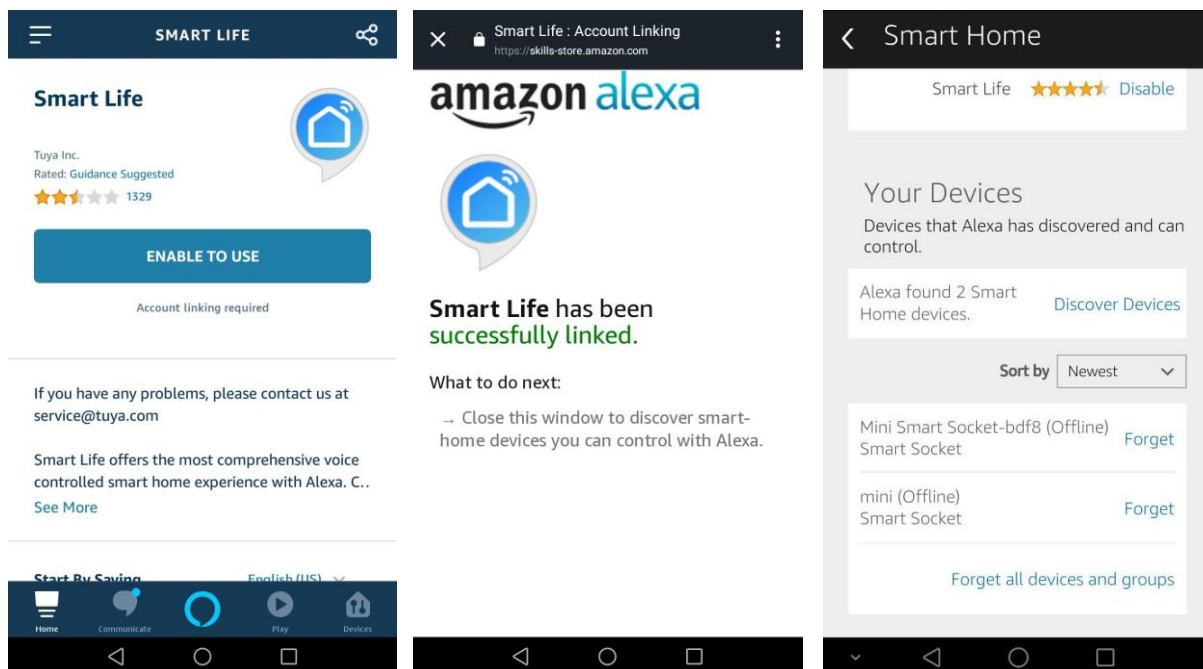 SMART LIFE
Smart Life
Tuya Inc.
Rated: Guidance Suggested
1329
ENABLE TO USE
Account linking required
If you have any problems, please contact us at
service@tuya.com
Smart Life offers the most comprehensive voice
controlled smart home experience with Alexa. C..
See More
Start By Saying
English (US)
Home
Communicate
Play
Devices
Smart Life : Account Linking
https://skills-store.amazon.com
amazon alexa
Smart Life has been
successfully linked.
What to do next:
→ Close this window to discover smart-
home devices you can control with Alexa.
Smart Home
Smart Life
Disable
Your Devices
Devices that Alexa has discovered and can
control.
Alexa found 2 Smart
Home devices.
Discover Devices
Sort by
Newest
Mini Smart Socket-bdf8 (Offline)
Smart Socket
Forget
mini (Offline)
Smart Socket
Forget
Forget all devices and groups